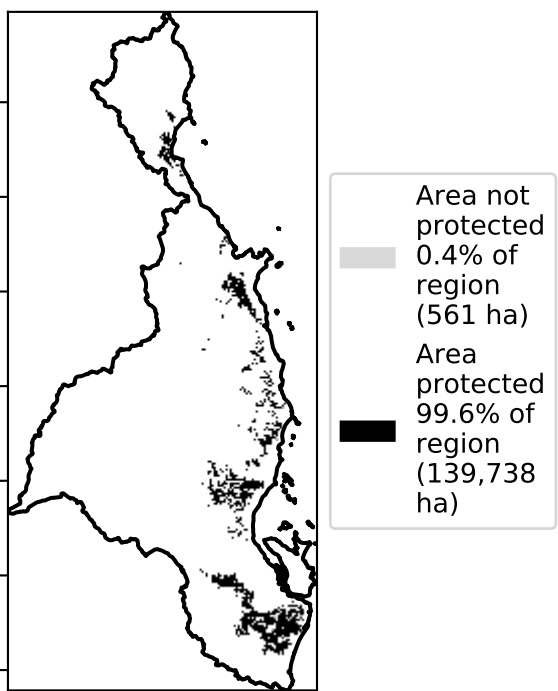 Area not
protected
0.4% of
region
(561 ha)
Area
protected
99.6% of
region
(139,738
ha)